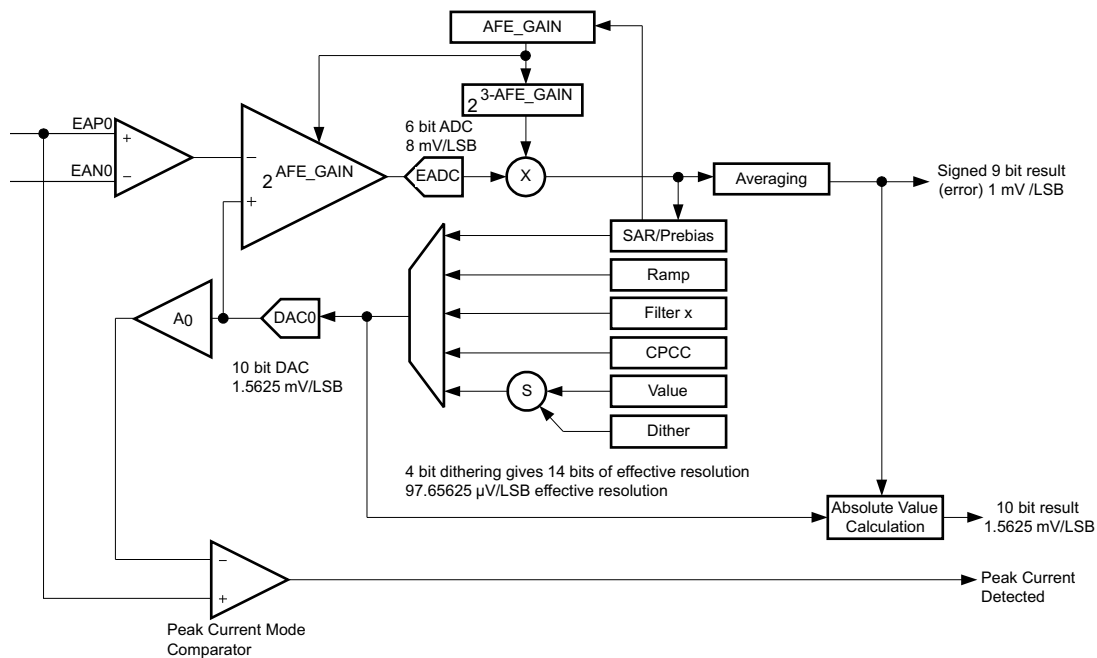 AFE_GAIN
2 3-AFE_GAIN
6 bit ADC
8 mV/LSB
EAP0
+
EAN0
−
−
2 AFE_GAIN
+
EADC
X
Averaging
Signed 9 bit result
(error) 1 mV /LSB
SAR/Prebias
Ramp
Filter x
CPCC
Value
Dither
S
A0
DAC0
10 bit DAC
1.5625 mV/LSB
4 bit dithering gives 14 bits of effective resolution
97.65625 μV/LSB effective resolution
Absolute Value
Calculation
10 bit result
1.5625 mV/LSB
−
+
Peak Current
Detected
Peak Current Mode
Comparator